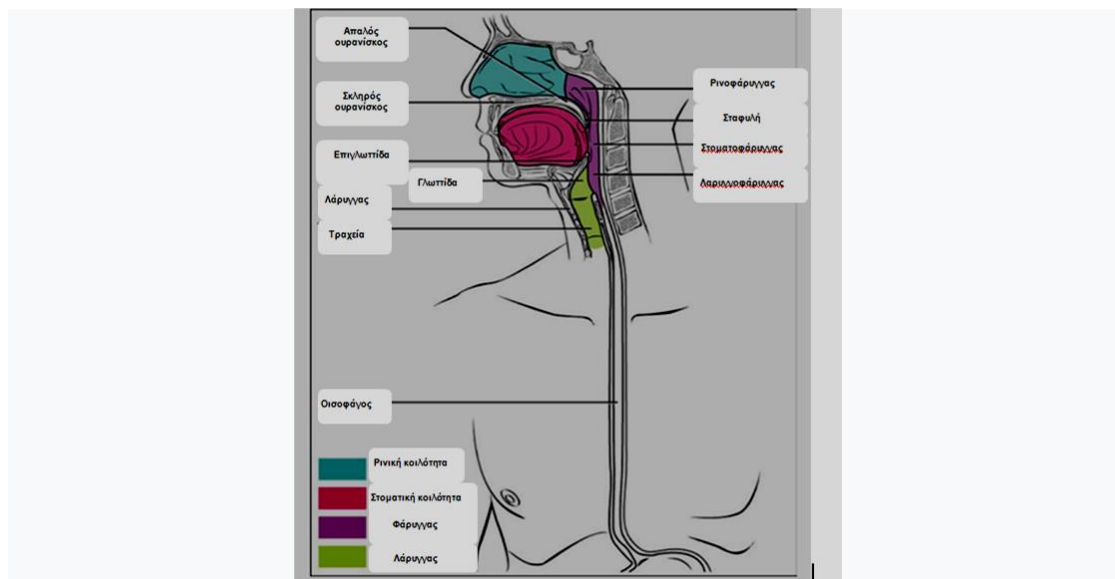 Απαλός
ουρανίσκος
Σκληρός
ουρανίσκος
Επιγλωττίδα
Γλωττίδα
Λάρυγγας
Τραχεία
Οισοφάγος
Ρινοφάρυγγας
Σταφυλή
Στοματοφάρυγγας
Λαρυγγοφάρυγγας
Ρινική κοιλότητα
Στοματική κοιλότητα
Φάρυγγας
Λάρυγγας